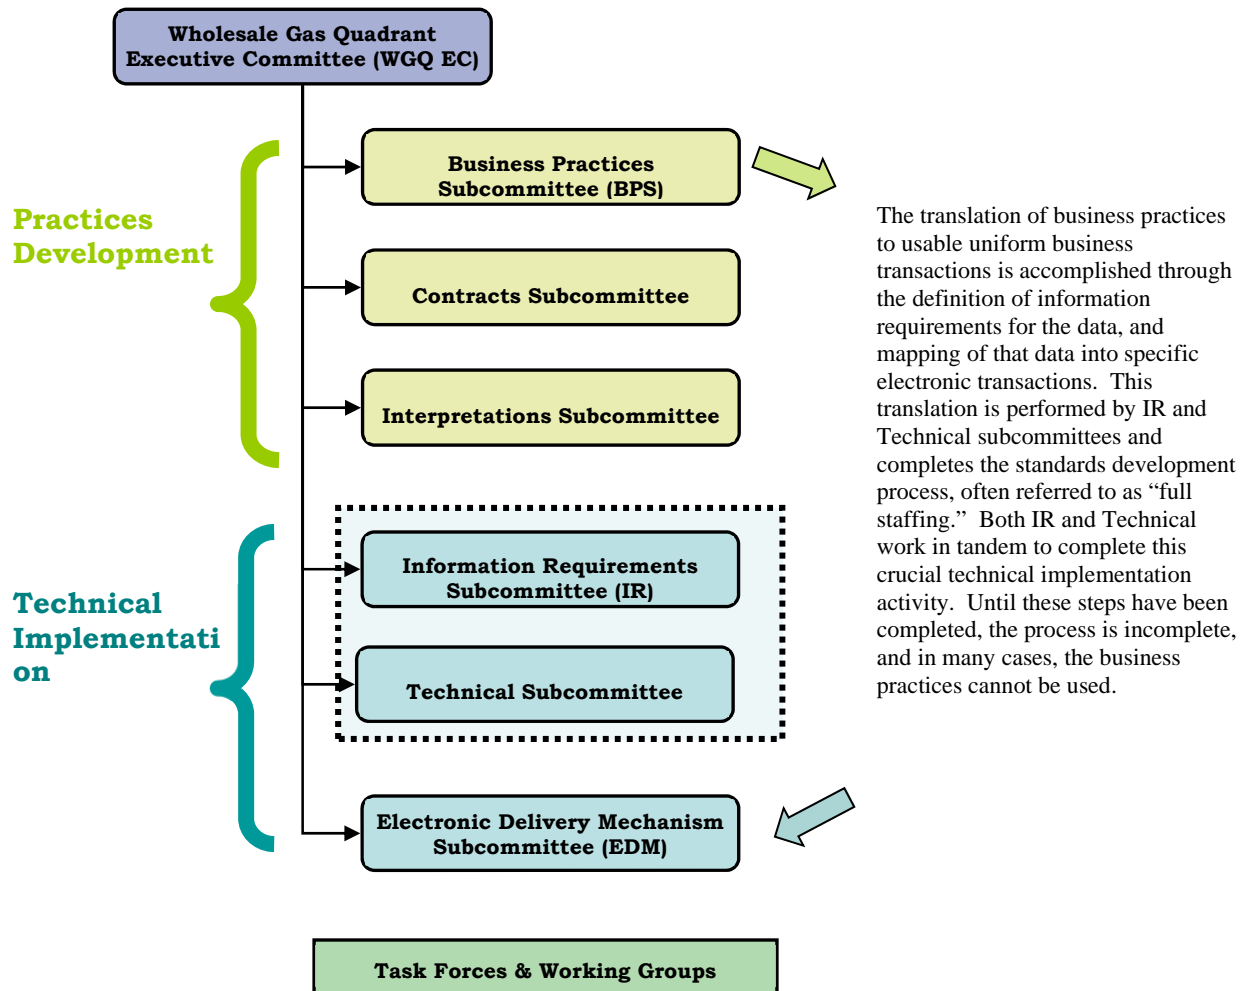 Wholesale Gas Quadrant
Executive Committee (WGQ EC)
Practices
Development
Business Practices
Subcommittee (BPS)
Contracts Subcommittee
Interpretations Subcommittee
Technical
Implementati
on
Information Requirements
Subcommittee (IR)
Technical Subcommittee
Electronic Delivery Mechanism
Subcommittee (EDM)
Task Forces & Working Groups
The translation of business practices
to usable uniform business
transactions is accomplished through
the definition of information
requirements for the data, and
mapping of that data into specific
electronic transactions.  This
translation is performed by IR and
Technical subcommittees and
completes the standards development
process, often referred to as “full
staffing.”  Both IR and Technical
work in tandem to complete this
crucial technical implementation
activity.  Until these steps have been
completed, the process is incomplete,
and in many cases, the business
practices cannot be used.